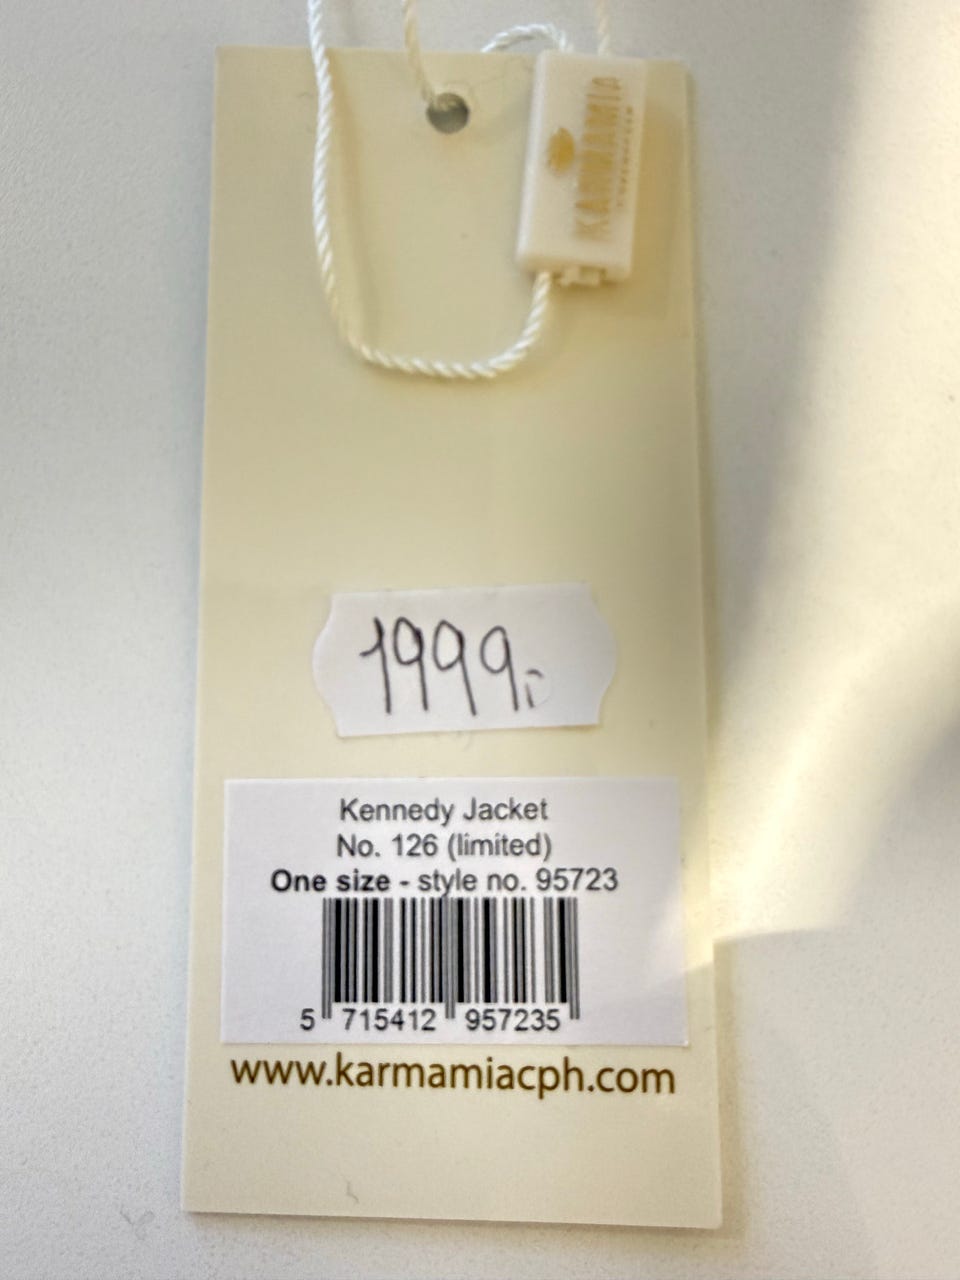 KARMAMIA
1999,-
Kennedy Jacket
No. 126 (limited)
One size - style no. 95723
5 715412 957235
www.karmamiacph.com